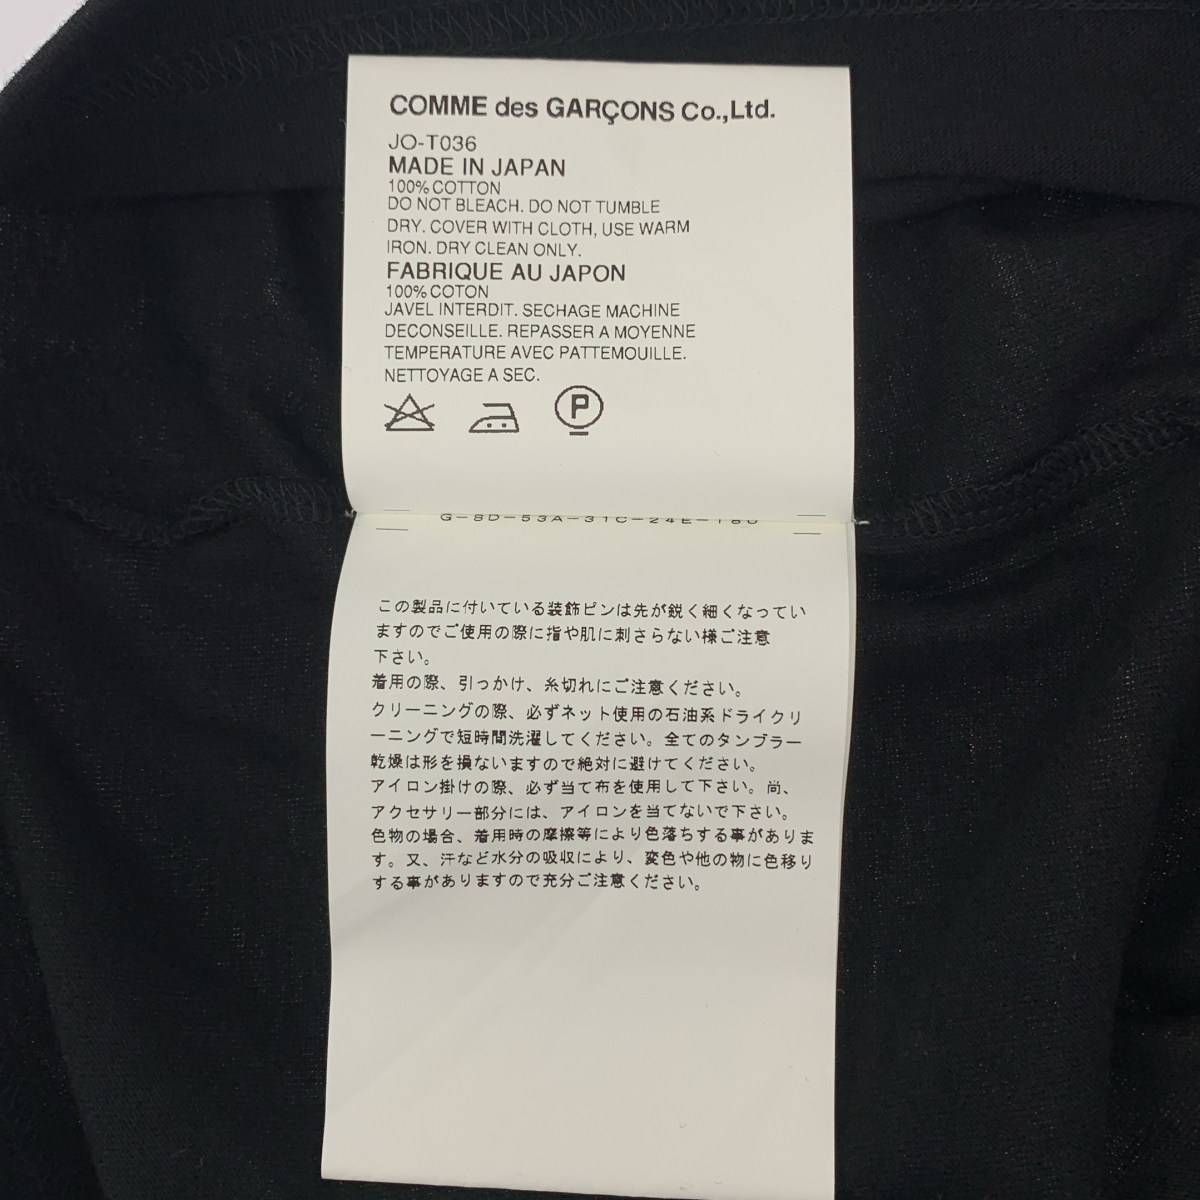 COMME des GARÇONS Co.,Ltd.
JO-T036
MADE IN JAPAN
100% COTTON
DO NOT BLEACH. DO NOT TUMBLE
DRY. COVER WITH CLOTH, USE WARM
IRON. DRY CLEAN ONLY.
FABRIQUE AU JAPON
100% COTON
JAVEL INTERDIT. SECHAGE MACHINE
DECONSEILLE. REPASSER A MOYENNE
TEMPERATURE AVEC PATTEMOUILLE.
NETTOYAGE A SEC.
P
この製品に付いている装飾ピンは先が鋭く細くなってい
ますのでご使用の際に指や肌に刺さらない様ご注意
下さい。
着用の際、引っかけ、糸切れにご注意ください。
クリーニングの際、必ずネット使用の石油系ドライクリ
ーニングで短時間洗濯してください。全てのタンブラー
乾燥は形を損ないますので絶対に避けてください。
アイロン掛けの際、必ず当て布を使用して下さい。尚、
アクセサリー部分には、アイロンを当てないで下さい。
色物の場合、着用時の摩擦等により色落ちする事がありま
す。又、汗など水分の吸収により、変色や他の物に色移り
する事がありますので充分ご注意ください。